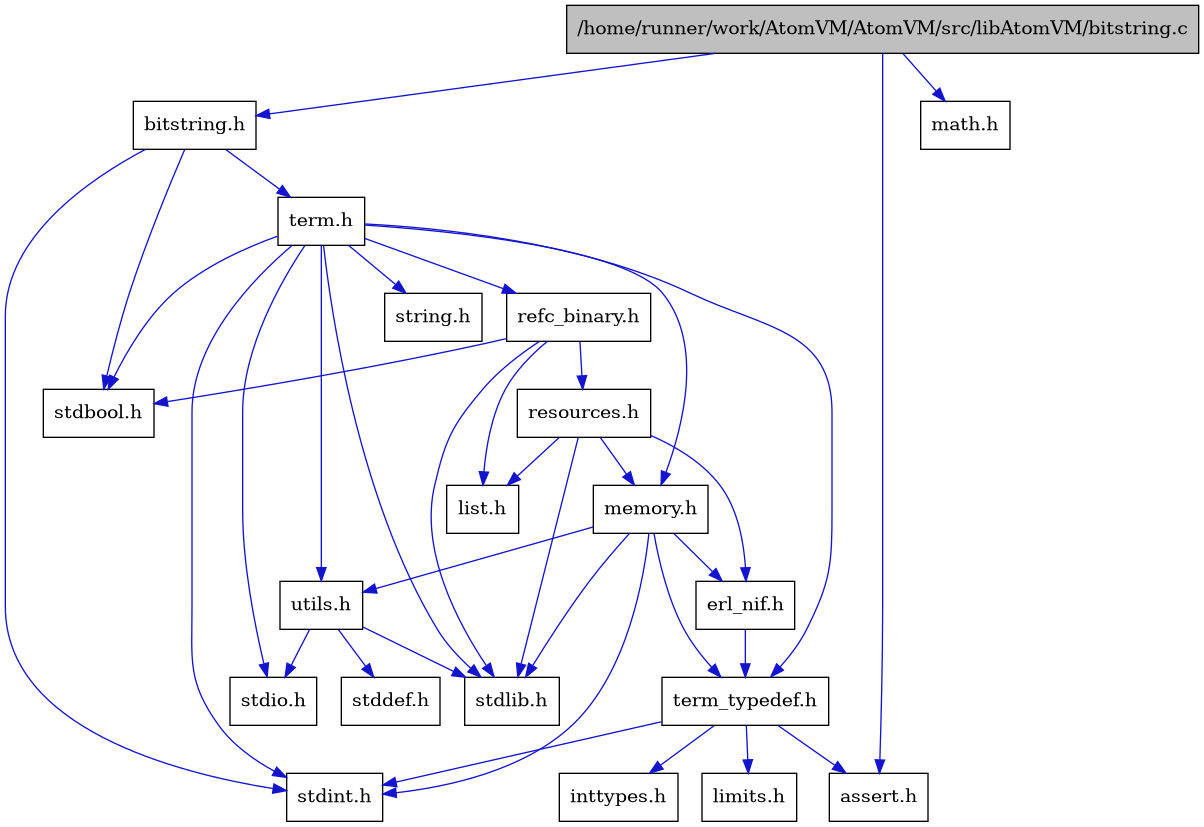 /home/runner/work/AtomVM/AtomVM/src/libAtomVM/bitstring.c
bitstring.h
math.h
term.h
string.h
refc_binary.h
stdbool.h
resources.h
list.h
memory.h
utils.h
erl_nif.h
stdio.h
stddef.h
stdlib.h
term_typedef.h
stdint.h
inttypes.h
limits.h
assert.h